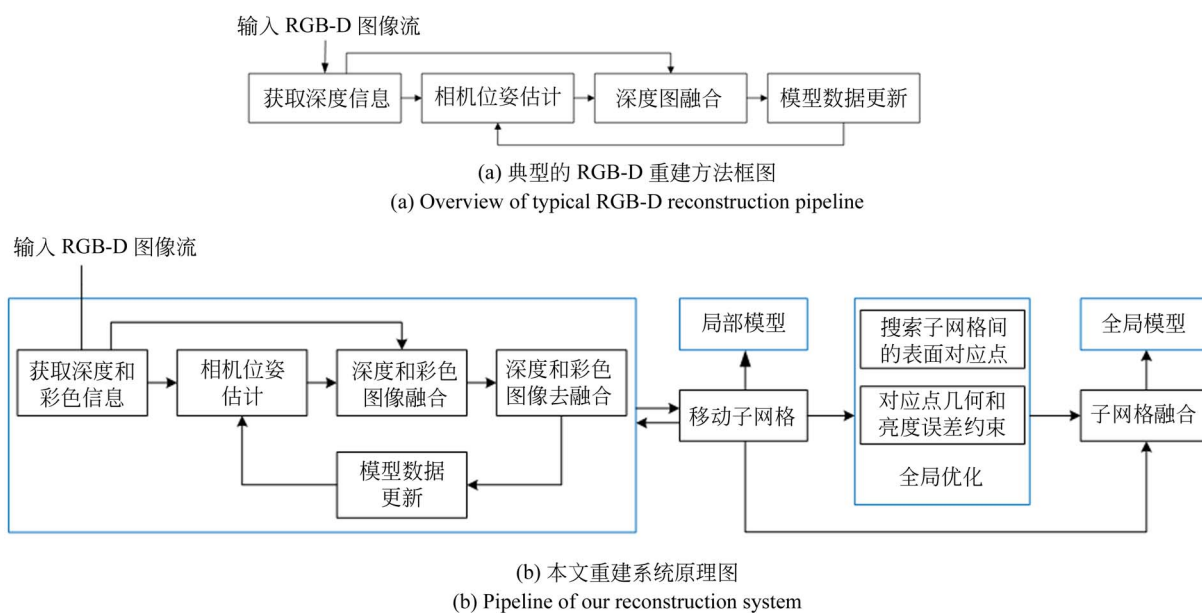 输入 RGB-D 图像流
获取深度信息
相机位姿估计
深度图融合
模型数据更新
(a) 典型的 RGB-D 重建方法框图
(a) Overview of typical RGB-D reconstruction pipeline
输入 RGB-D 图像流
获取深度和
彩色信息
相机位姿
估计
深度和彩色
图像融合
深度和彩色
图像去融合
模型数据
更新
局部模型
移动子网格
搜索子网格间
的表面对应点
对应点几何和
亮度误差约束
全局优化
全局模型
子网格融合
(b) 本文重建系统原理图
(b) Pipeline of our reconstruction system